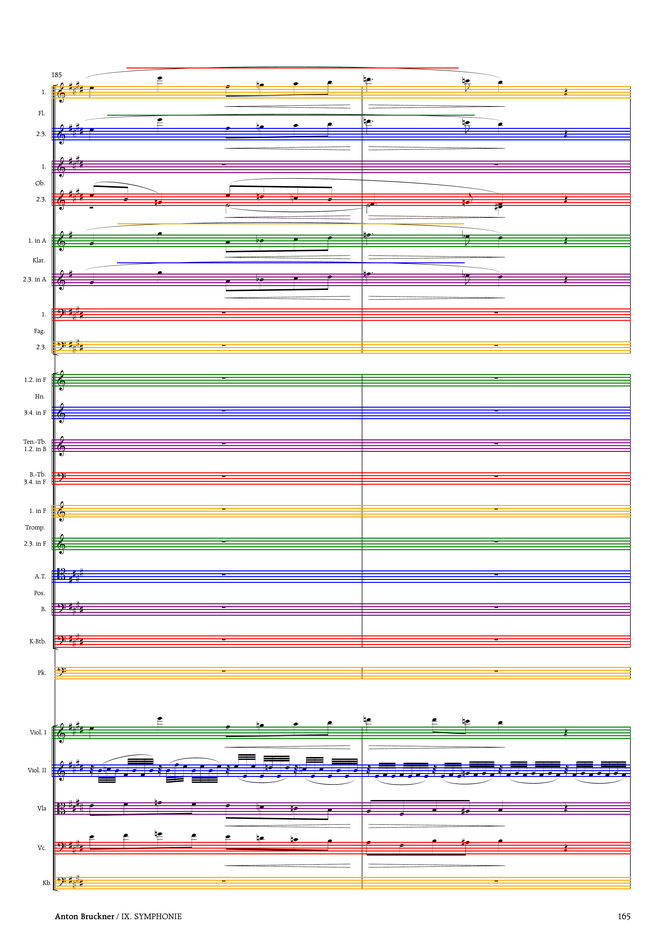 185
1.
Fl.
2.3.
1.
Ob.
2.3.
1. in A
Klar.
2.3. in A
1.
Fag.
2.3.
1.2. in F
Hn.
3.4. in F
Ten.-Tb.
1.2. in B
B.-Tb.
3.4. in F
1. in F
Tromp.
2.3. in F
A.T.
Pos.
B.
K-Btb.
Pk.
Viol. I
Viol. II
Vla
Vc.
Kb.
Anton Bruckner / IX. SYMPHONIE 165